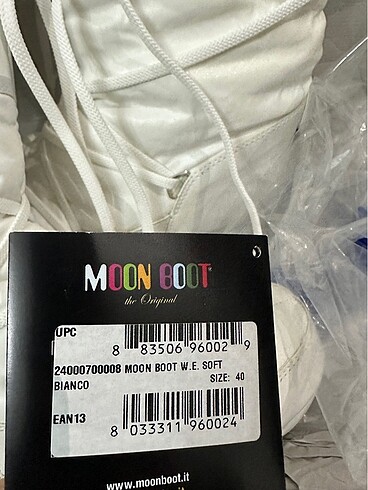 MOON BOOT®
the Original
UPC
8 83506 96002 9
24000700008 MOON BOOT W.E. SOFT
BIANCO SIZE: 40
EAN13
8 033311 960024
www.moonboot.it